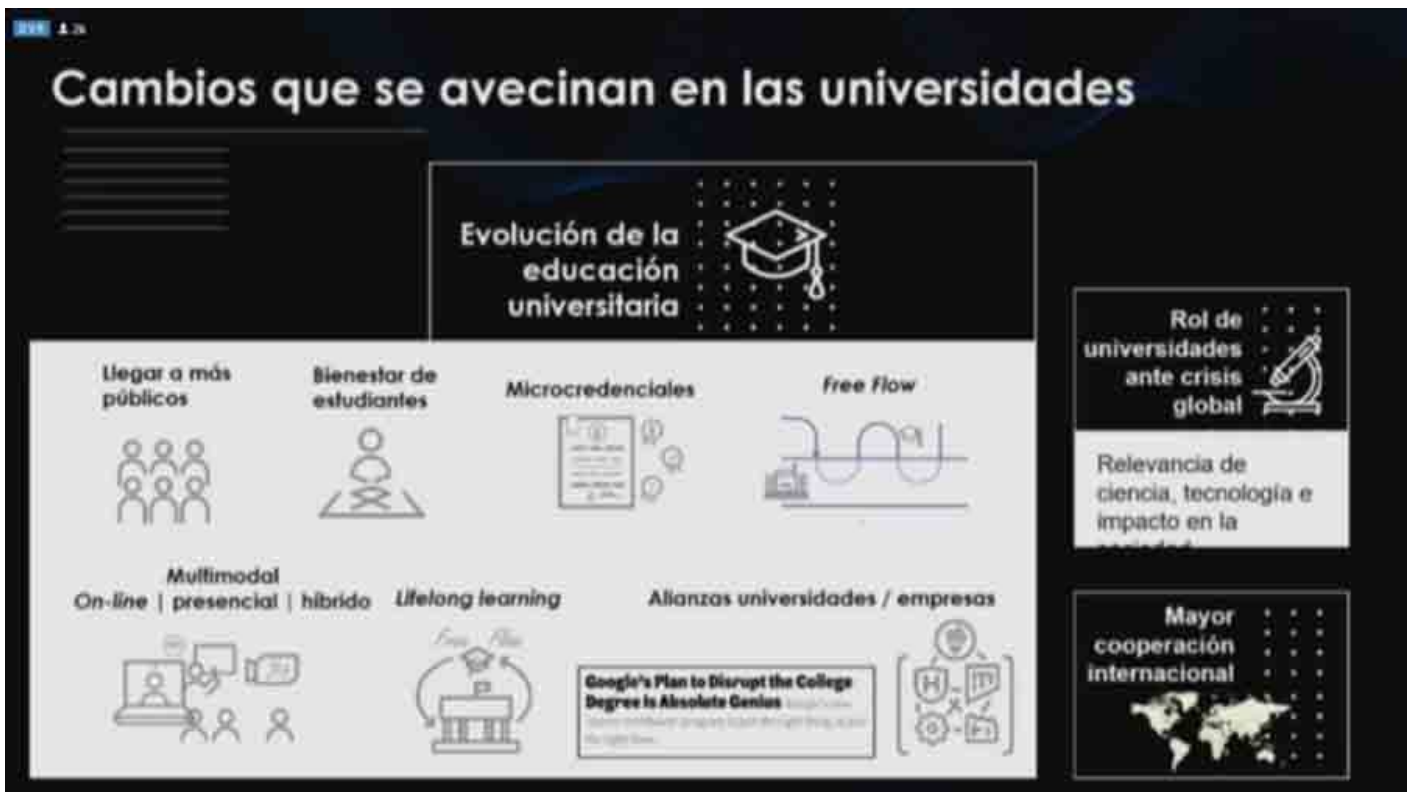 Cambios que se avecinan en las universidades
Evolución de la
educación
universitaria
Llegar a más
públicos
Bienestar de
estudiantes
Microcredenciales
Free Flow
Multimodal
On-line | presencial | híbrido
Lifelong learning
Free Flow
Alianzas universidades / empresas
Google's Plan to Disrupt the College
Degree Is Absolute Genius
Rol de
universidades
ante crisis
global
Relevancia de
ciencia, tecnología e
impacto en la
Mayor
cooperación
internacional